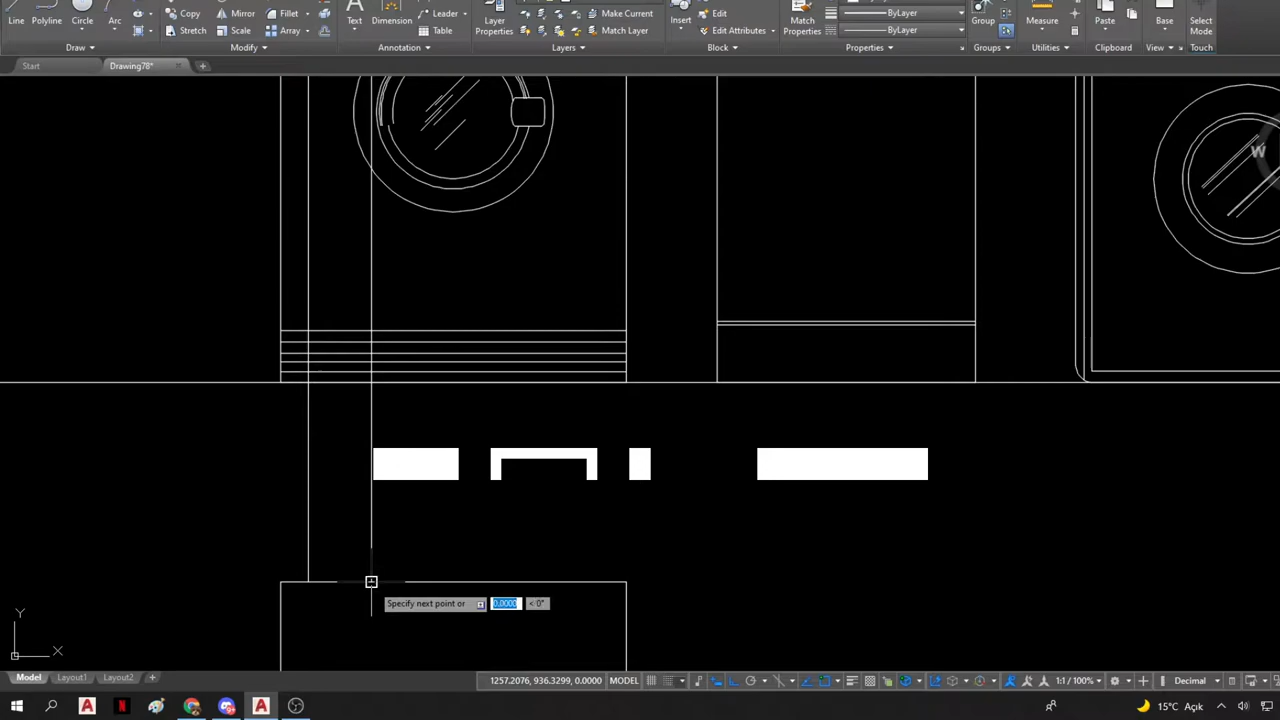 Line Polyline Circle Arc Copy Mirror Fillet Text Dimension Leader Layer Properties Make Current Insert Edit Match Properties ByLayer Group Measure Paste Base Select Mode
Stretch Scale Array Table Match Layer Edit Attributes ByLayer
Draw Modify Annotation Layers Block Properties Groups Utilities Clipboard View Touch
Start Drawing78*
W
Specify next point or 0.0000 < 0°
Y
X
Model Layout1 Layout2 1257.2076, 936.3299, 0.0000 MODEL 1:1 / 100% Decimal
15°C Açık